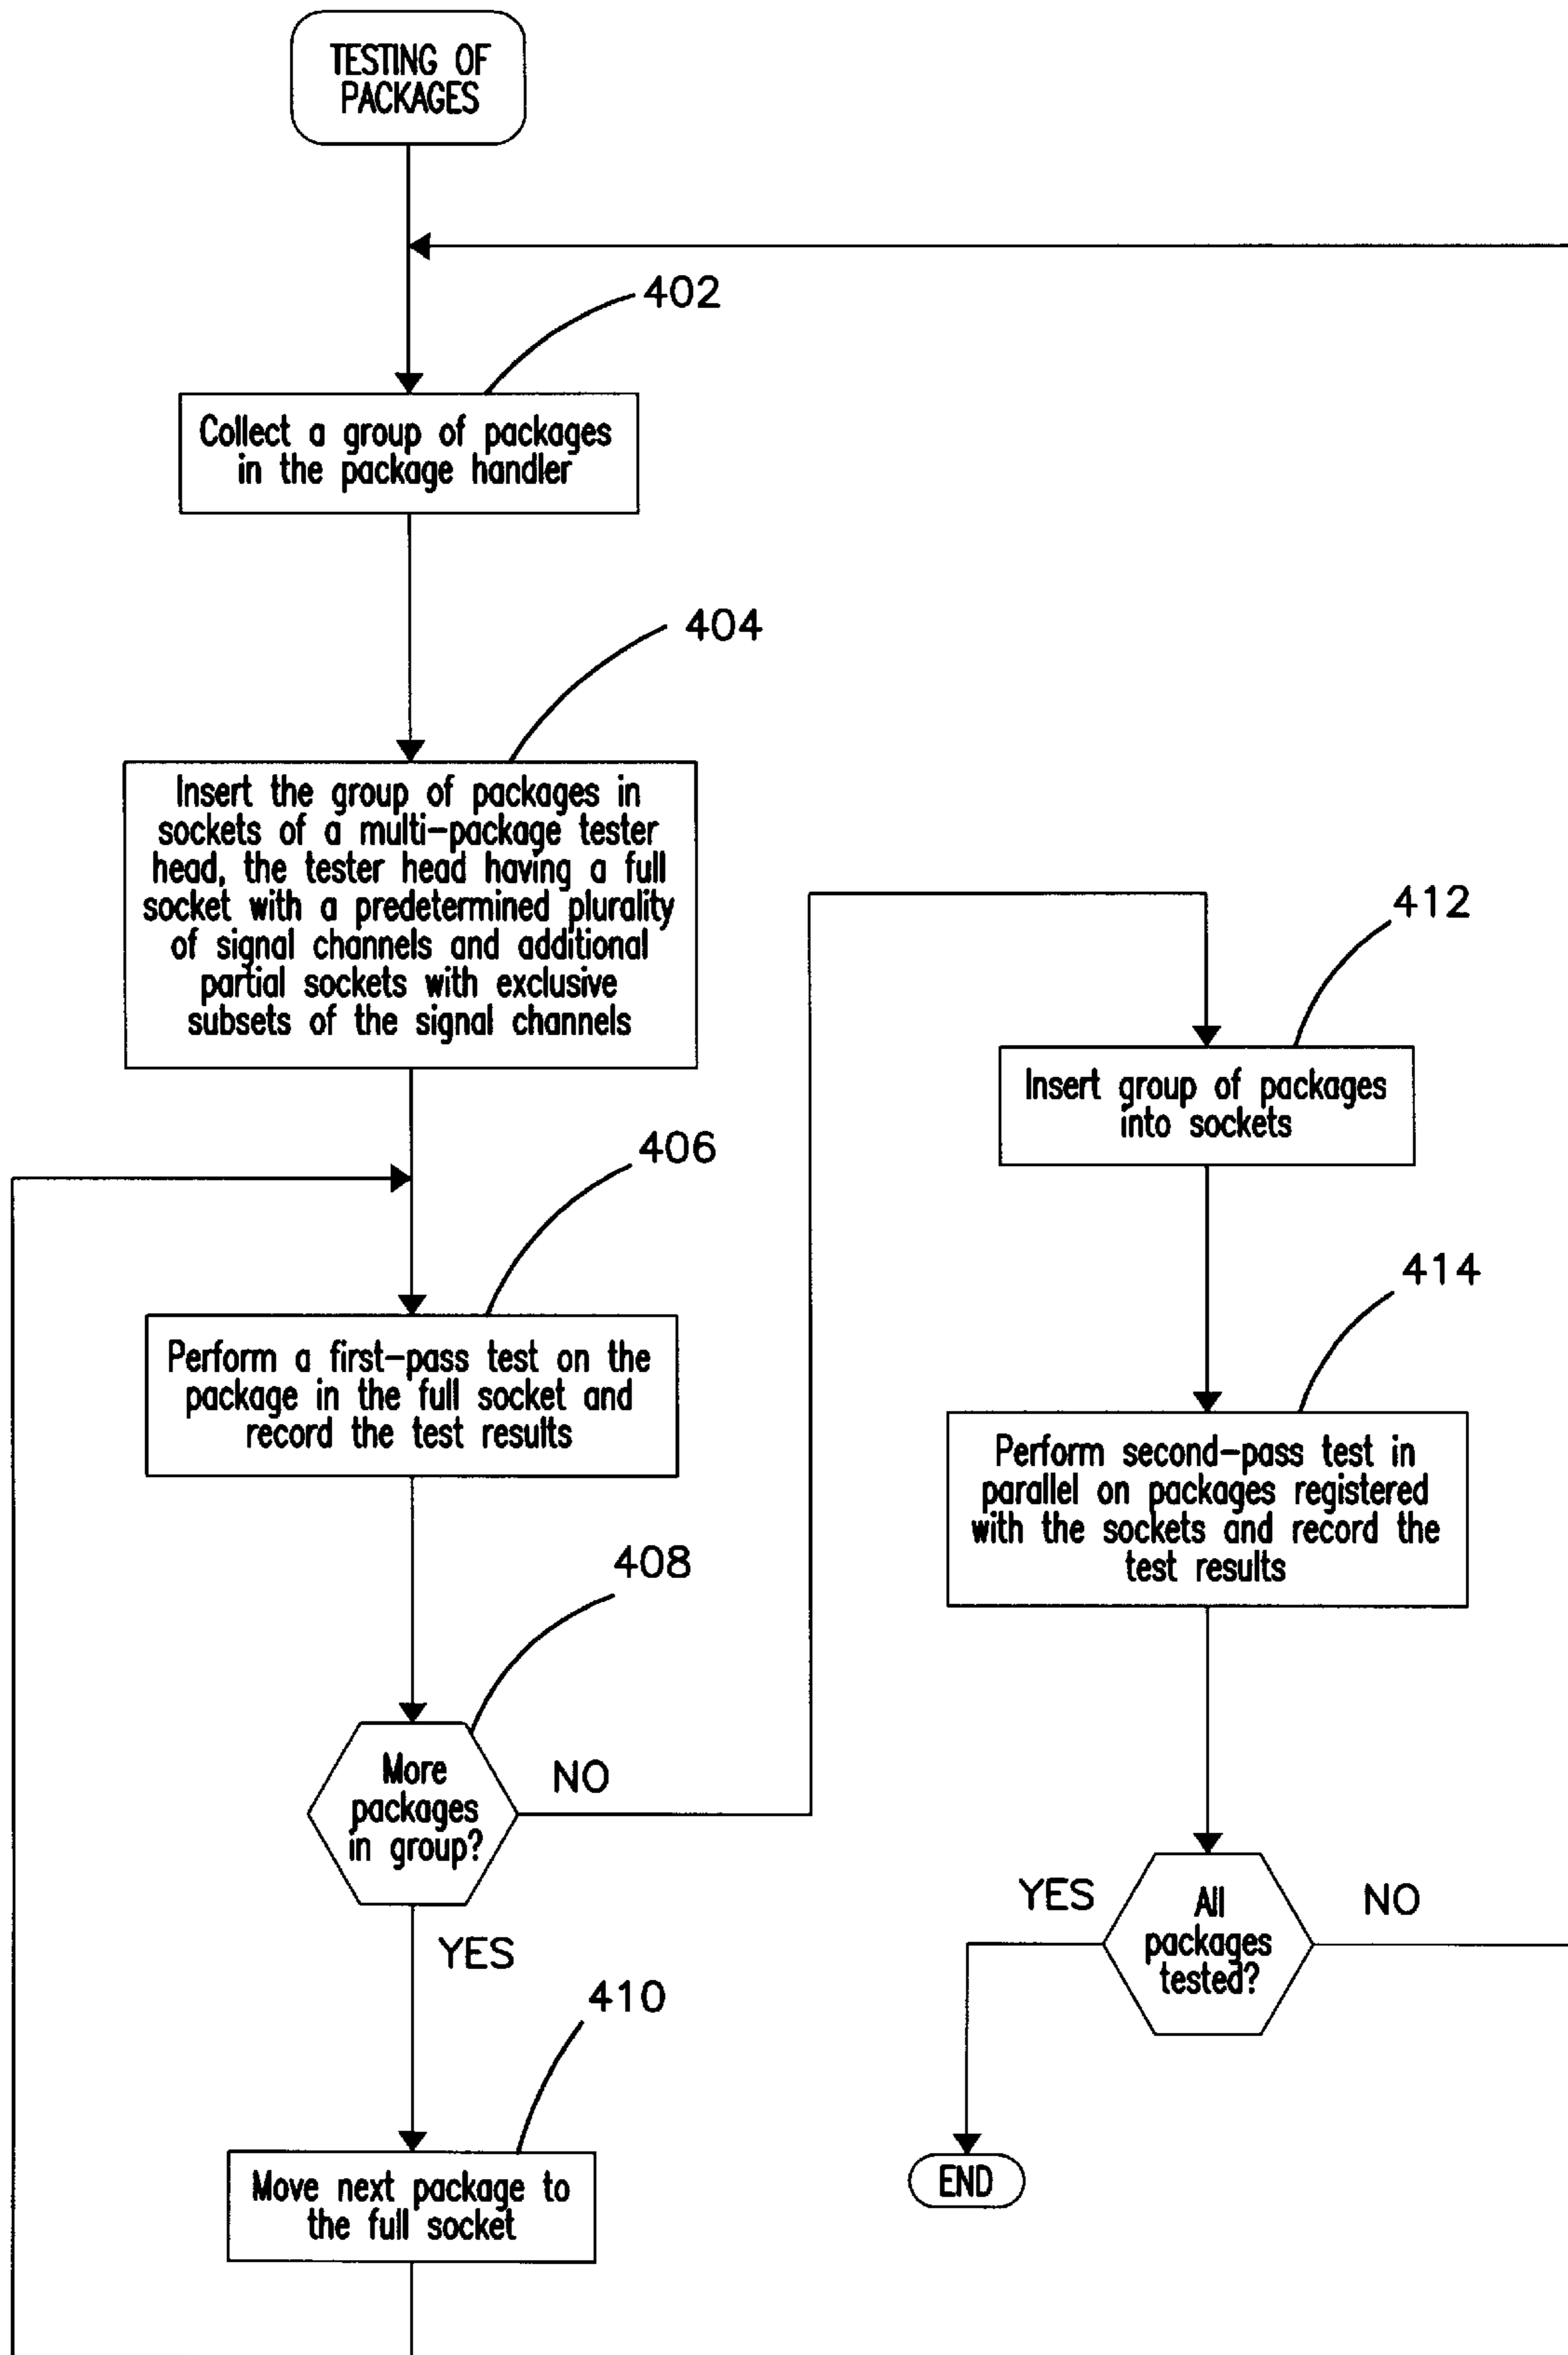 TESTING OF
PACKAGES
402
Collect a group of packages
in the package handler
404
Insert the group of packages in
sockets of a multi-package tester
head, the tester head having a full
socket with a predetermined plurality
of signal channels and additional
partial sockets with exclusive
subsets of the signal channels
406
Perform a first-pass test on the
package in the full socket and
record the test results
408
More
packages
in group?
NO
YES
410
Move next package to
the full socket
412
Insert group of packages
into sockets
414
Perform second-pass test in
parallel on packages registered
with the sockets and record the
test results
YES
All
packages
tested?
NO
END